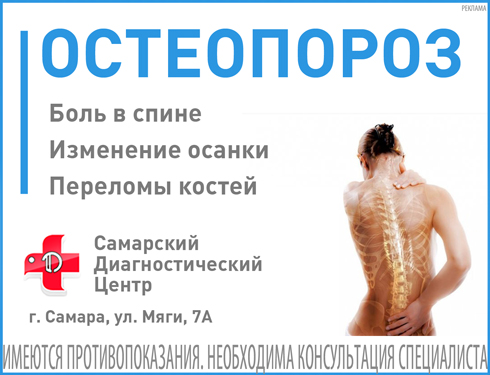 РЕКЛАМА
ОСТЕОПОРОЗ
Боль в спине
Изменение осанки
Переломы костей
Самарский
Диагностический
Центр
г. Самара, ул. Мяги, 7А
ИМЕЮТСЯ ПРОТИВОПОКАЗАНИЯ. НЕОБХОДИМА КОНСУЛЬТАЦИЯ СПЕЦИАЛИСТА